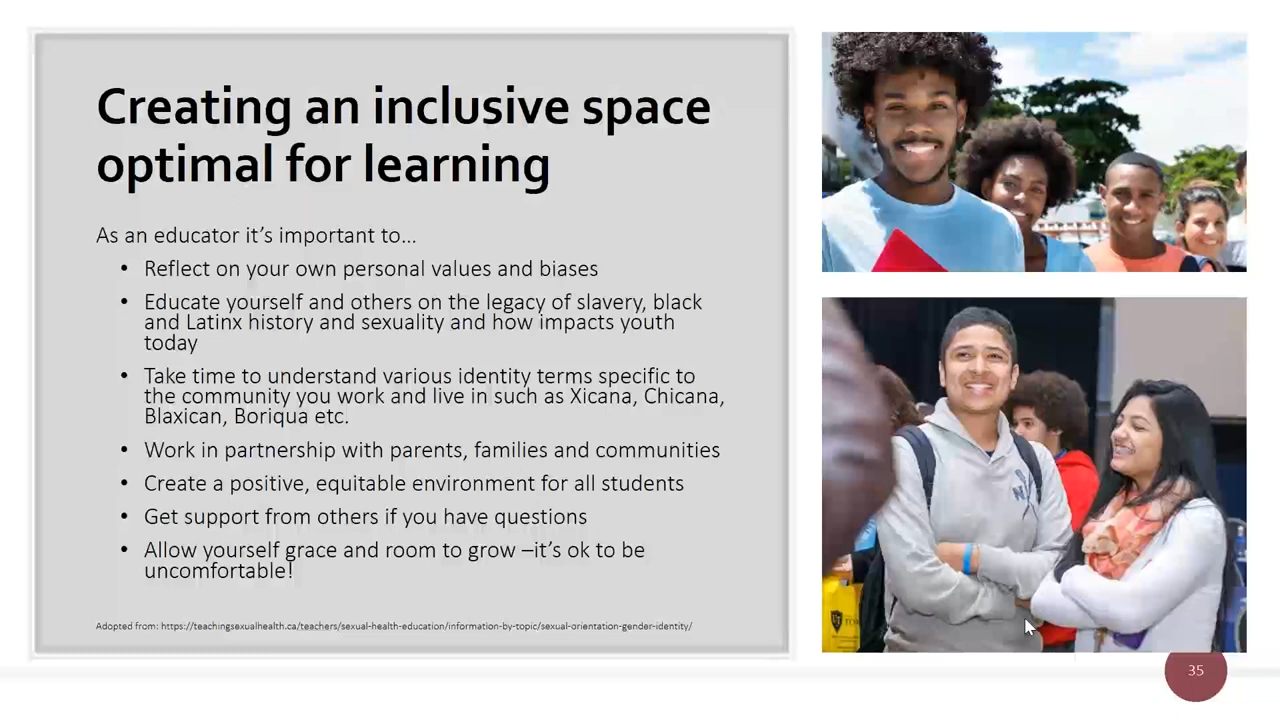 Creating an inclusive space
optimal for learning
As an educator it’s important to…
• Reflect on your own personal values and biases
• Educate yourself and others on the legacy of slavery, black
and Latinx history and sexuality and how impacts youth
today
• Take time to understand various identity terms specific to
the community you work and live in such as Xicana, Chicana,
Blaxican, Boriqua etc.
• Work in partnership with parents, families and communities
• Create a positive, equitable environment for all students
• Get support from others if you have questions
• Allow yourself grace and room to grow –it’s ok to be
uncomfortable!
Adopted from: https://teachingsexualhealth.ca/teachers/sexual-health-education/information-by-topic/sexual-orientation-gender-identity/
35